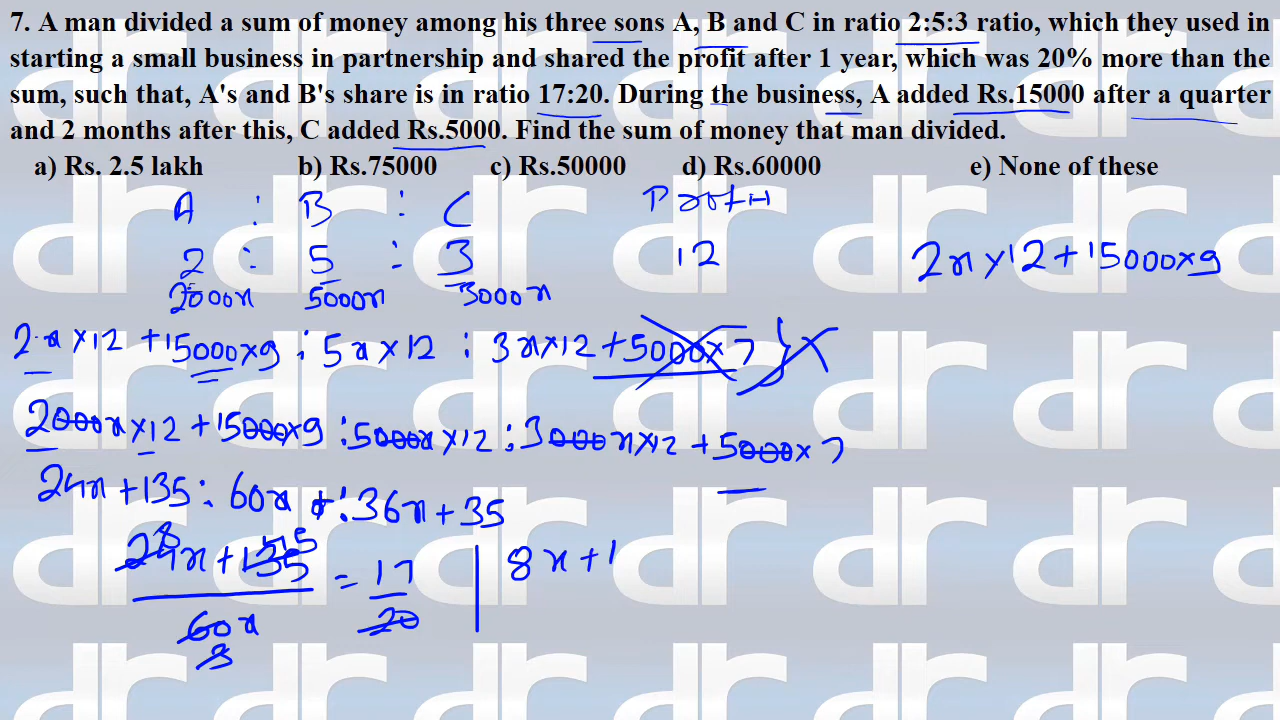 7. A man divided a sum of money among his three sons A, B and C in ratio 2:5:3 ratio, which they used in
starting a small business in partnership and shared the profit after 1 year, which was 20% more than the
sum, such that, A's and B's share is in ratio 17:20. During the business, A added Rs.15000 after a quarter
and 2 months after this, C added Rs.5000. Find the sum of money that man divided.
a) Rs. 2.5 lakh b) Rs.75000 c) Rs.50000 d) Rs.60000 e) None of these
A : B : C Profit
2 : 5 : 3 12 2x×12+15000×9
2000x 5000x 3000x
2x×12 +15000×9 : 5x×12 : 3x×12 +5000×7
2000x×12 +15000×9 : 5000x×12 : 3000x×12 +5000×7
24x+135 : 60x : 36x+35
24x+135 = 17 8x+1
60x 20
3